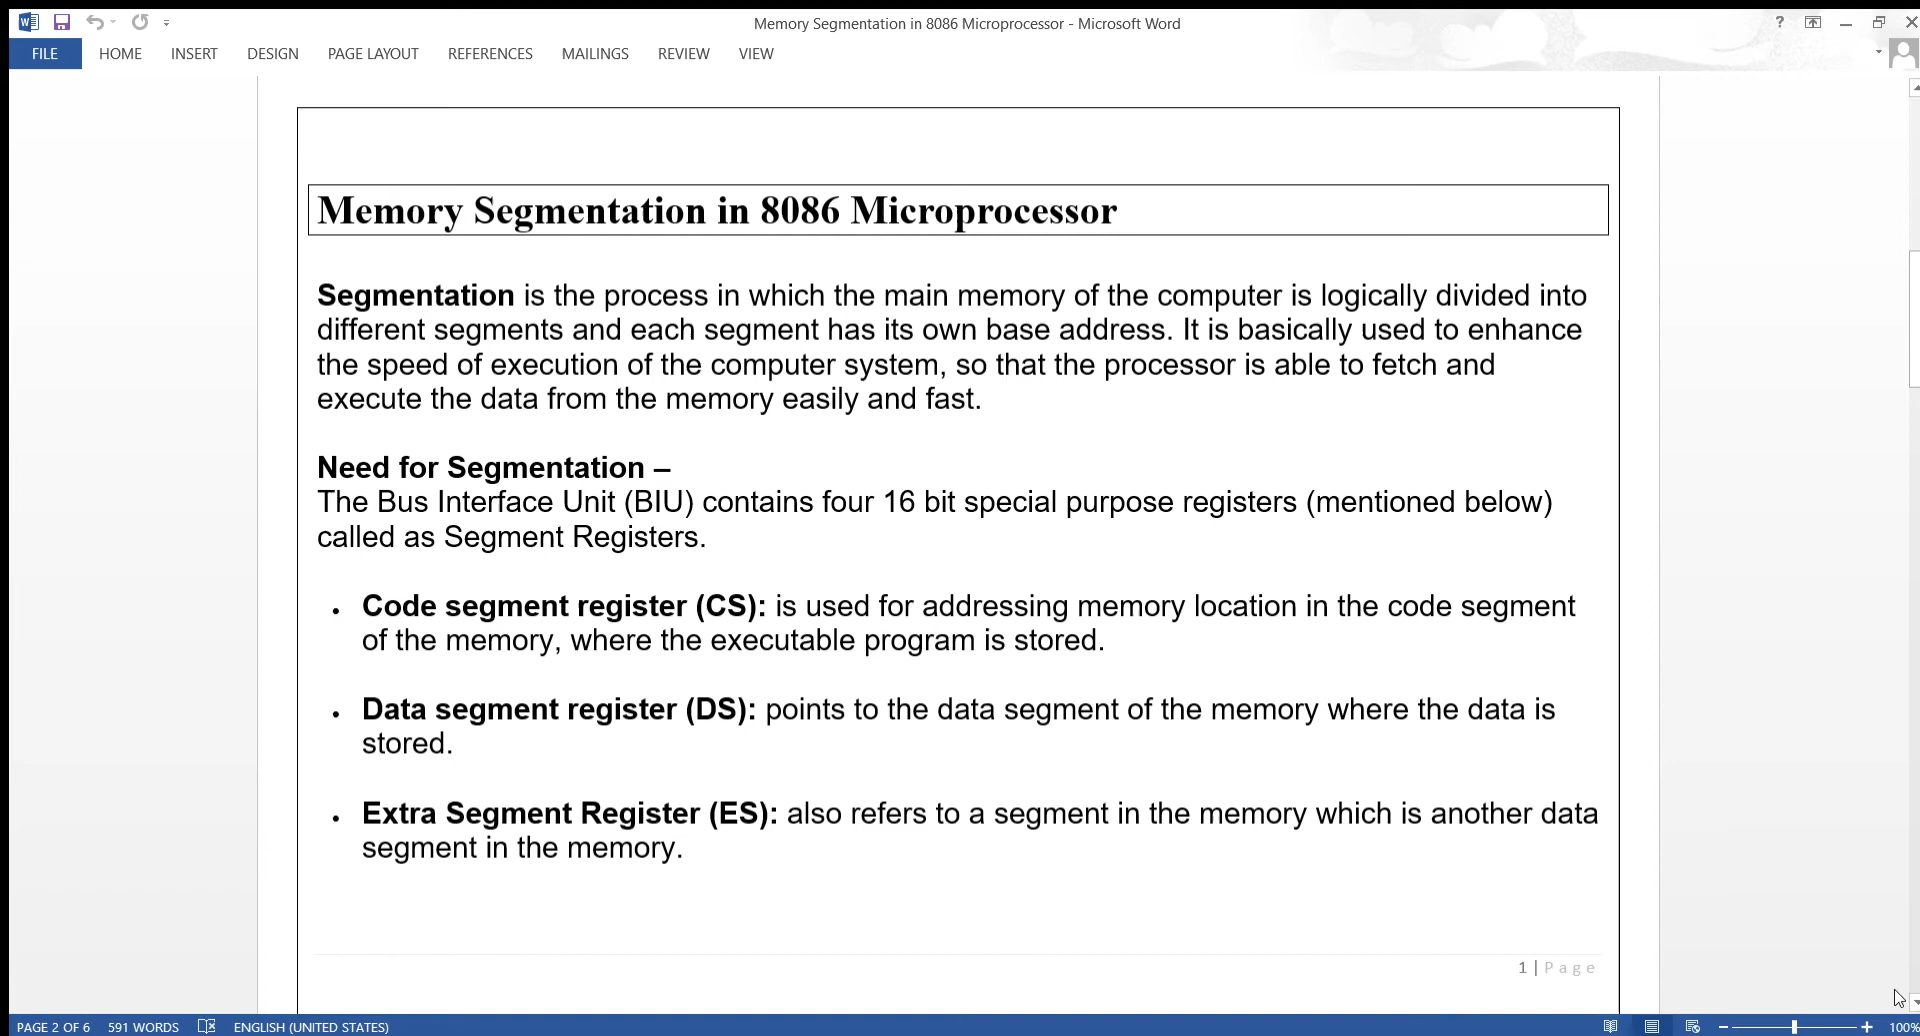 Memory Segmentation in 8086 Microprocessor - Microsoft Word
?
FILE HOME INSERT DESIGN PAGE LAYOUT REFERENCES MAILINGS REVIEW VIEW
Memory Segmentation in 8086 Microprocessor
Segmentation is the process in which the main memory of the computer is logically divided into
different segments and each segment has its own base address. It is basically used to enhance
the speed of execution of the computer system, so that the processor is able to fetch and
execute the data from the memory easily and fast.
Need for Segmentation –
The Bus Interface Unit (BIU) contains four 16 bit special purpose registers (mentioned below)
called as Segment Registers.
• Code segment register (CS): is used for addressing memory location in the code segment
of the memory, where the executable program is stored.
• Data segment register (DS): points to the data segment of the memory where the data is
stored.
• Extra Segment Register (ES): also refers to a segment in the memory which is another data
segment in the memory.
1 | Page
PAGE 2 OF 6 591 WORDS ENGLISH (UNITED STATES) 100%